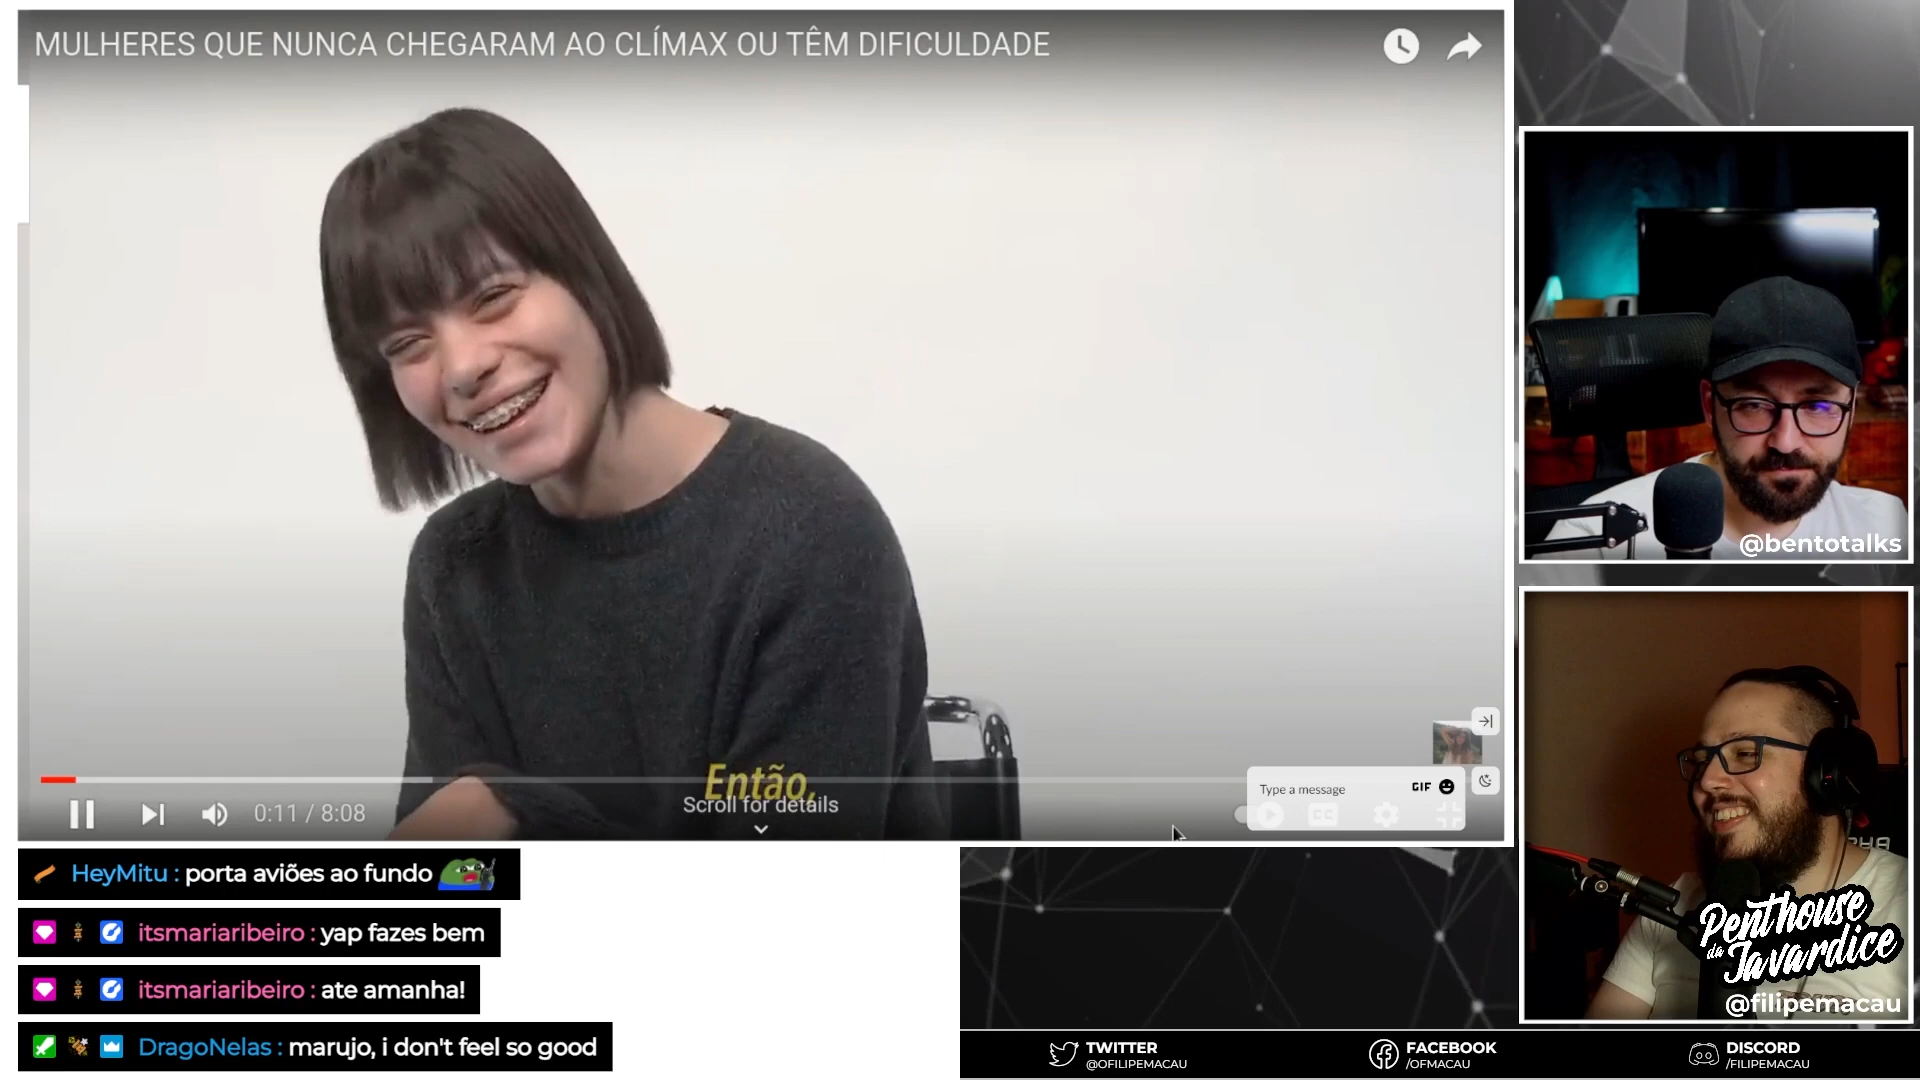 MULHERES QUE NUNCA CHEGARAM AO CLÍMAX OU TÊM DIFICULDADE
@bentotalks
Então,
Scroll for details
0:11 / 8:08
Type a message
GIF
CC
HeyMitu : porta aviões ao fundo
itsmariaribeiro : yap fazes bem
itsmariaribeiro : ate amanha!
DragoNelas : marujo, i don't feel so good
Penthouse
da Javardice
@filipemacau
TWITTER
@OFILIPEMACAU
FACEBOOK
/OFMACAU
DISCORD
/FILIPEMACAU